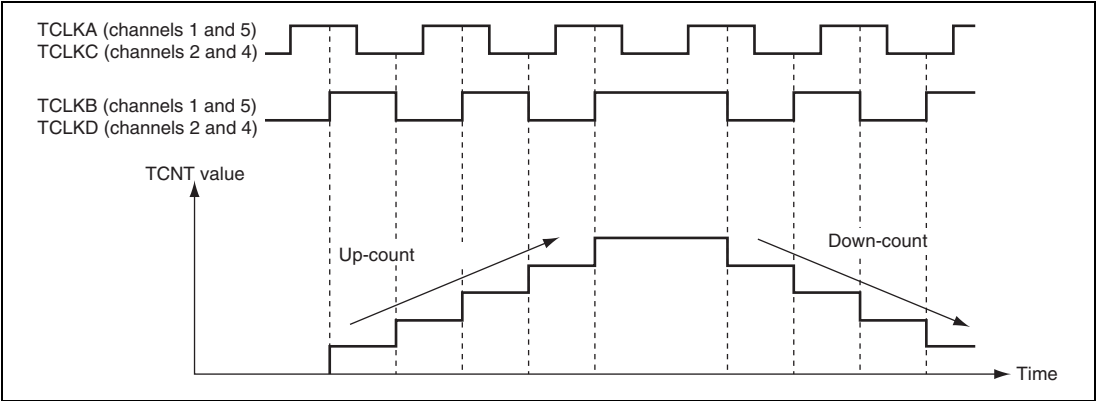 TCLKA (channels 1 and 5)
TCLKC (channels 2 and 4)
TCLKB (channels 1 and 5)
TCLKD (channels 2 and 4)
TCNT value
Up-count
Down-count
Time